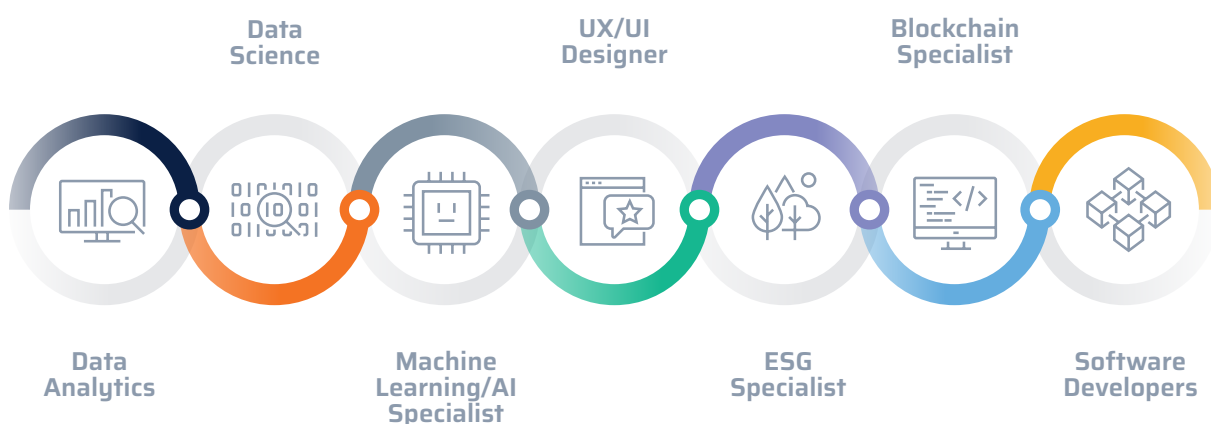 Data
Science
UX/UI
Designer
Blockchain
Specialist
Data
Analytics
Machine
Learning/AI
Specialist
ESG
Specialist
Software
Developers